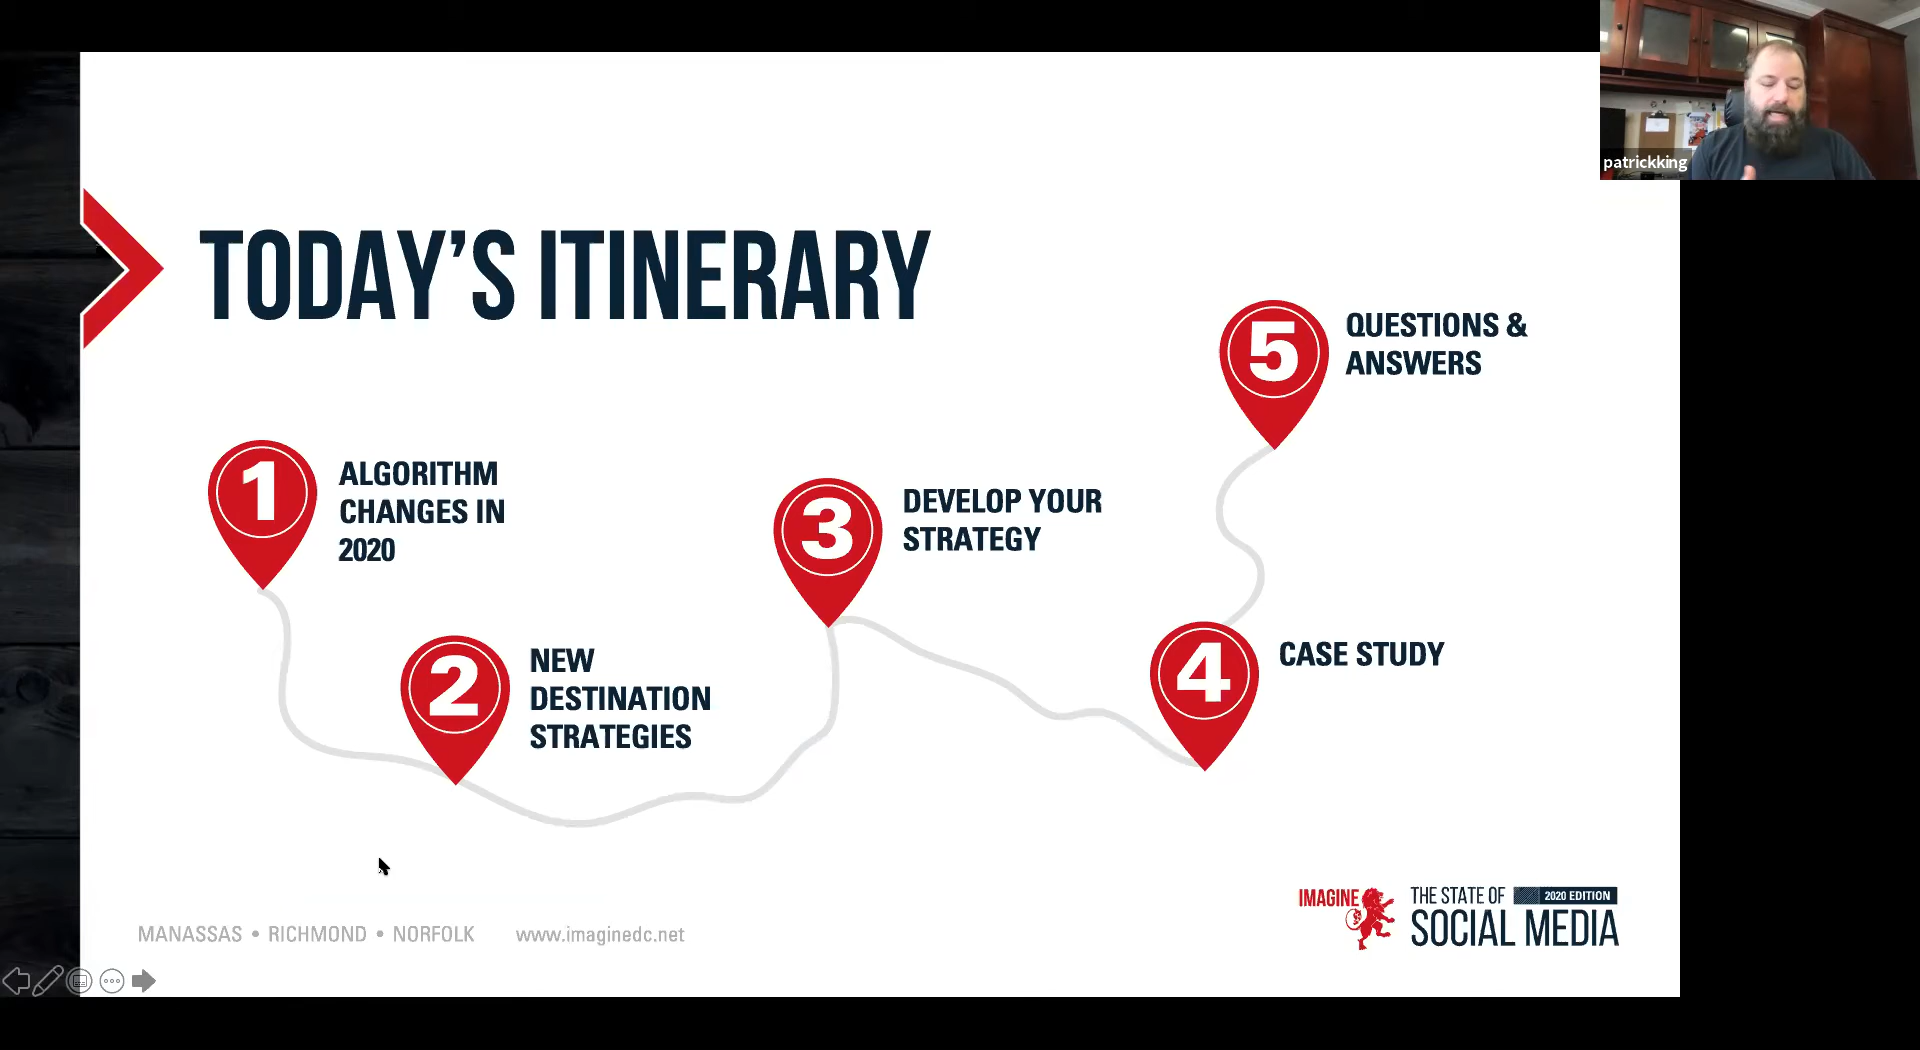 patrickking
TODAY'S ITINERARY
1
ALGORITHM
CHANGES IN
2020
2
NEW
DESTINATION
STRATEGIES
3
DEVELOP YOUR
STRATEGY
4
CASE STUDY
5
QUESTIONS &
ANSWERS
MANASSAS • RICHMOND • NORFOLK www.imaginedc.net
IMAGINE
THE STATE OF 2020 EDITION
SOCIAL MEDIA